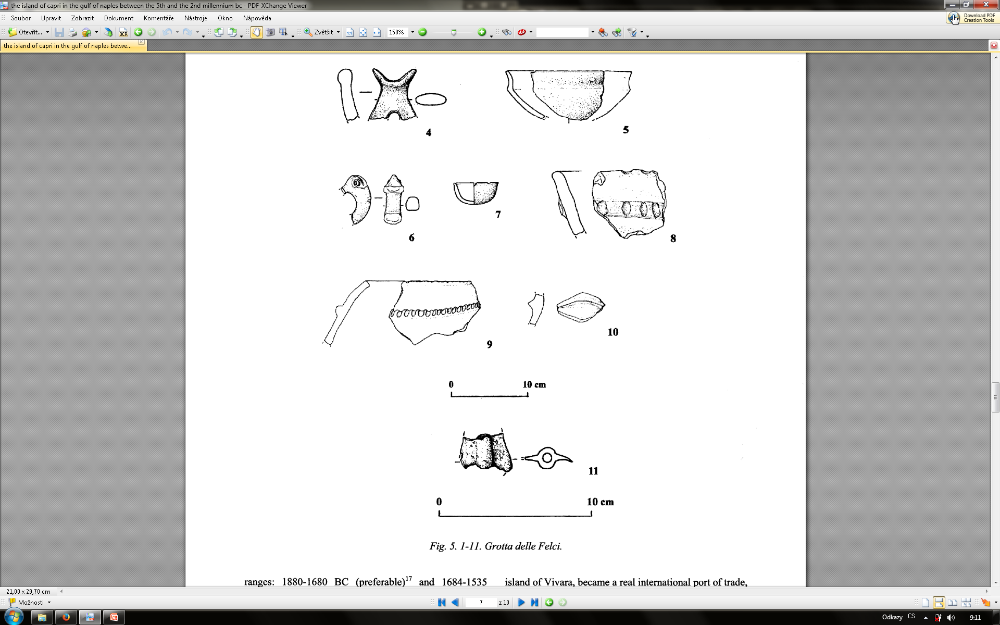 the island of capri in the gulf of naples between the 5th and the 2nd millennium bc - PDF-XChange Viewer
Soubor Upravit Zobrazit Dokument Komentáře Nástroje Okno Nápověda
Download PDF
Creation Tools
Otevřít... OCR Zvětšit 1:1 150% Ask
the island of capri in the gulf of naples betwe...
4
5
6
7
8
9
10
0 10 cm
11
0 10 cm
Fig. 5. 1-11. Grotta delle Felci.
ranges: 1880-1680 BC (preferable)17 and 1684-1535
island of Vivara, became a real international port of trade,
21,00 x 29,70 cm
Možnosti 7 z 10
Odkazy CS 9:11